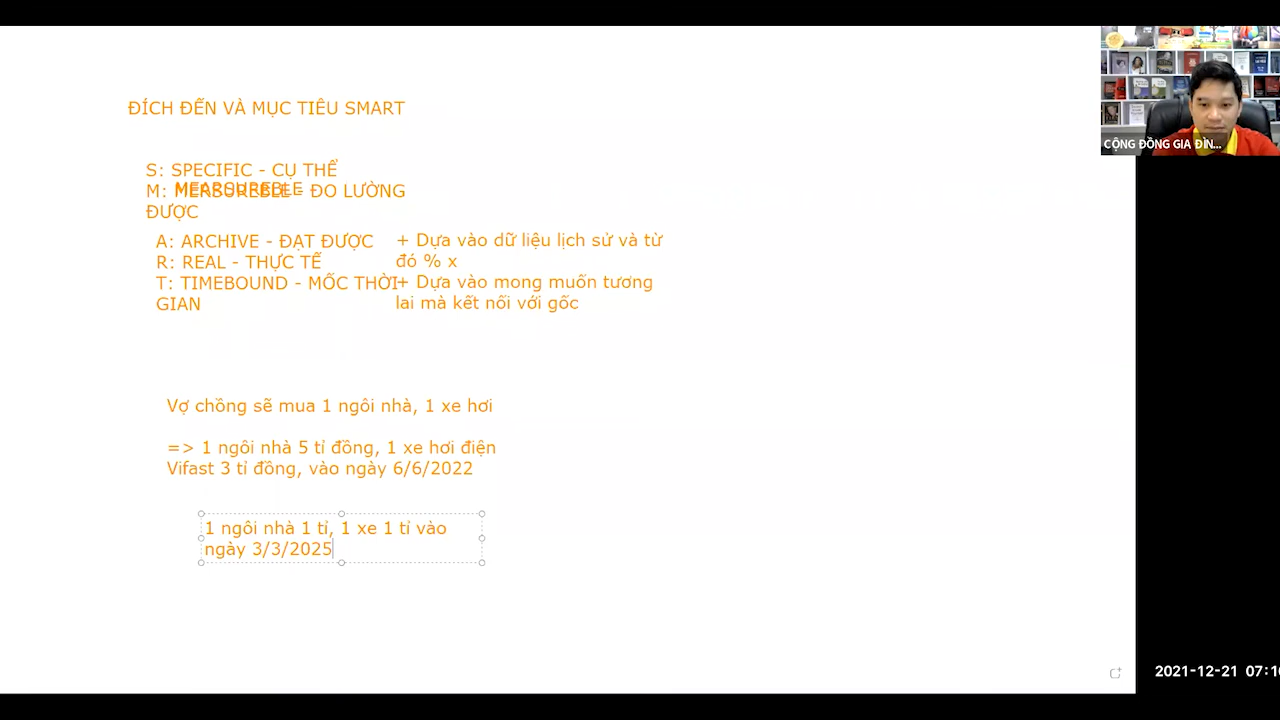 ĐÍCH ĐẾN VÀ MỤC TIÊU SMART
CỘNG ĐỒNG GIA ĐÌN...
S: SPECIFIC - CỤ THỂ
MEARSUREBLE
M: MERSUREBLE - ĐO LƯỜNG
ĐƯỢC
A: ARCHIVE - ĐẠT ĐƯỢC
R: REAL - THỰC TẾ
T: TIMEBOUND - MỐC THỜI
GIAN
+ Dựa vào dữ liệu lịch sử và từ
đó % x
+ Dựa vào mong muốn tương
lai mà kết nối với gốc
Vợ chồng sẽ mua 1 ngôi nhà, 1 xe hơi
=> 1 ngôi nhà 5 tỉ đồng, 1 xe hơi điện
Vifast 3 tỉ đồng, vào ngày 6/6/2022
1 ngôi nhà 1 tỉ, 1 xe 1 tỉ vào
ngày 3/3/2025
2021-12-21